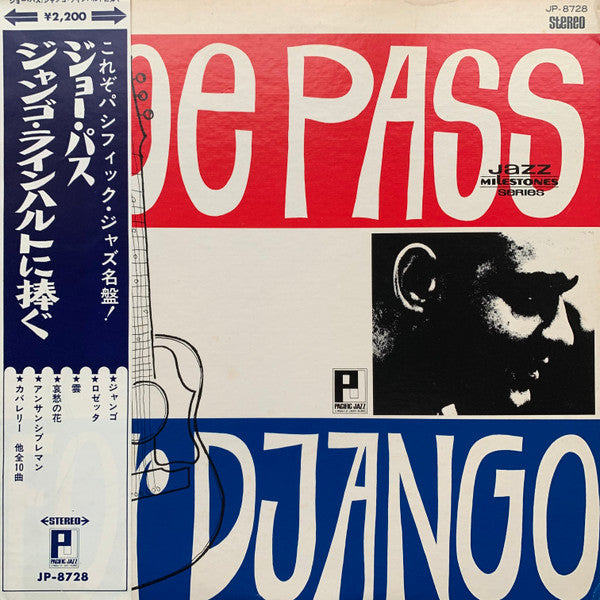 ¥2,200
これぞパシフィック・ジャズ名盤!
ジョー・パス
ジャンゴ・ラインハルトに捧ぐ
★ジャンゴ
★ロゼッタ
★雲
★哀愁の花
★アンサンシブレマン
★カバレリー 他全10曲
STEREO
P
PACIFIC JAZZ
JP-8728
JP-8728
stereo
oe PASS
Jazz
MILESTONES
SERIES
P
PACIFIC JAZZ
DJANGO